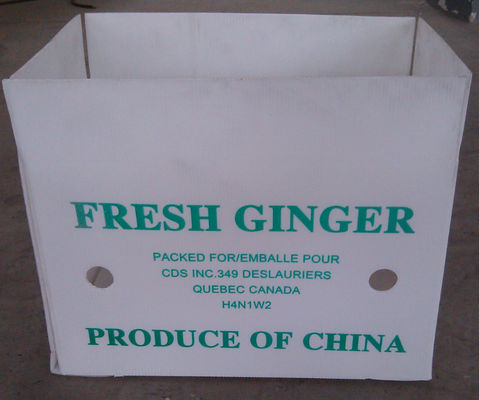 FRESH GINGER
PACKED FOR/EMBALLE POUR
CDS INC.349 DESLAURIERS
QUEBEC CANADA
H4N1W2
PRODUCE OF CHINA